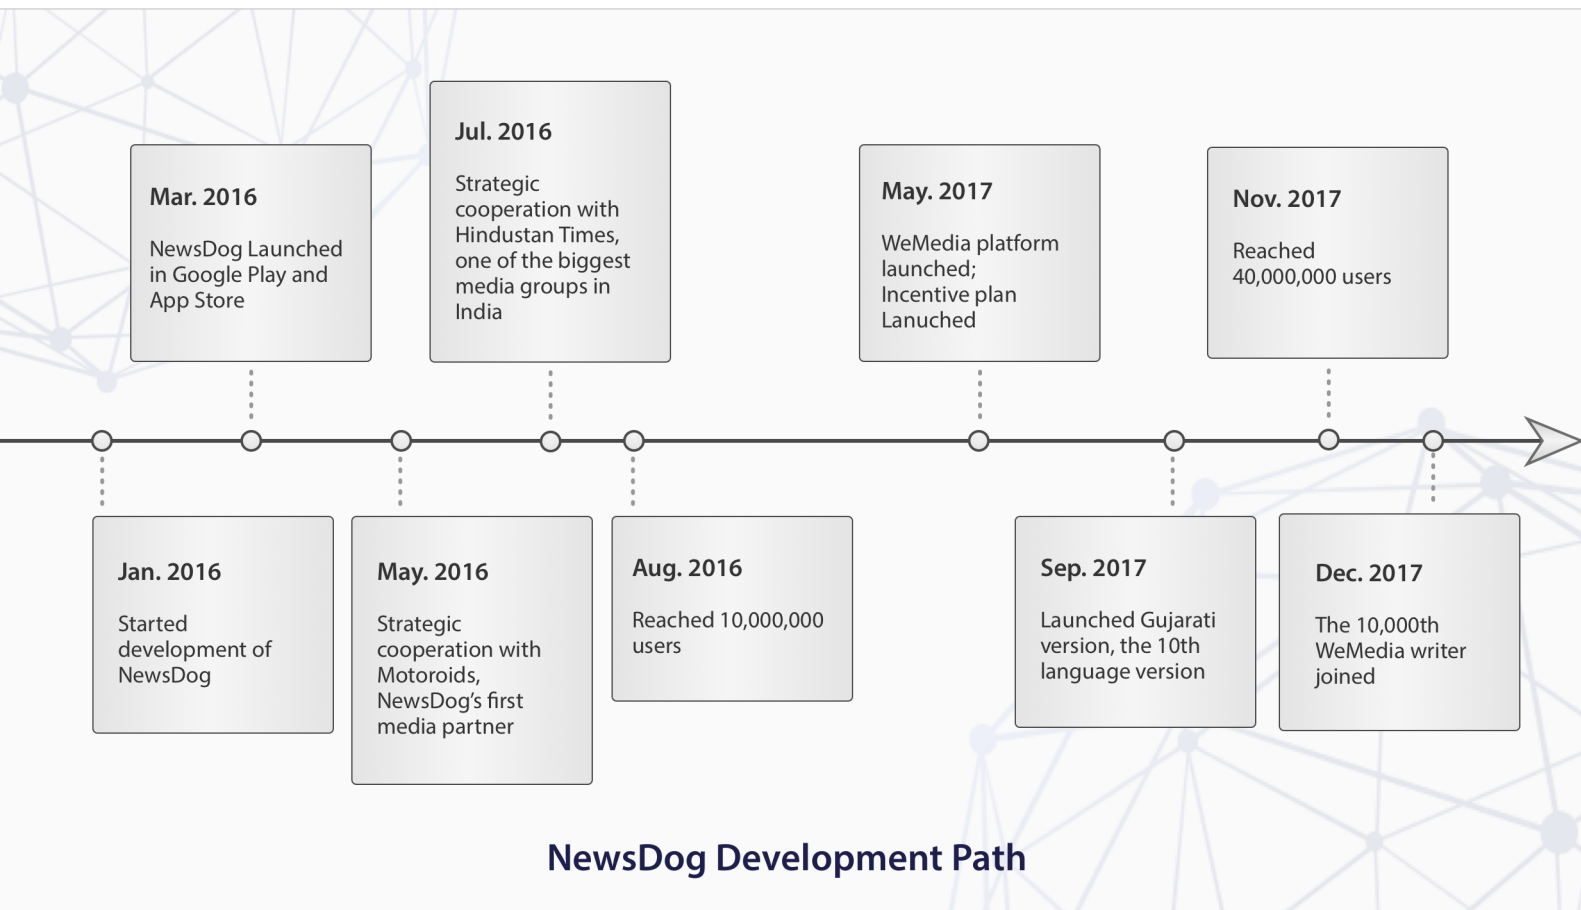 Jan. 2016
Started
development of
NewsDog
Mar. 2016
NewsDog Launched
in Google Play and
App Store
May. 2016
Strategic
cooperation with
Motoroids,
NewsDog's first
media partner
Jul. 2016
Strategic
cooperation with
Hindustan Times,
one of the biggest
media groups in
India
Aug. 2016
Reached 10,000,000
users
May. 2017
WeMedia platform
launched;
Incentive plan
Lanuched
Sep. 2017
Launched Gujarati
version, the 10th
language version
Nov. 2017
Reached
40,000,000 users
Dec. 2017
The 10,000th
WeMedia writer
joined
NewsDog Development Path